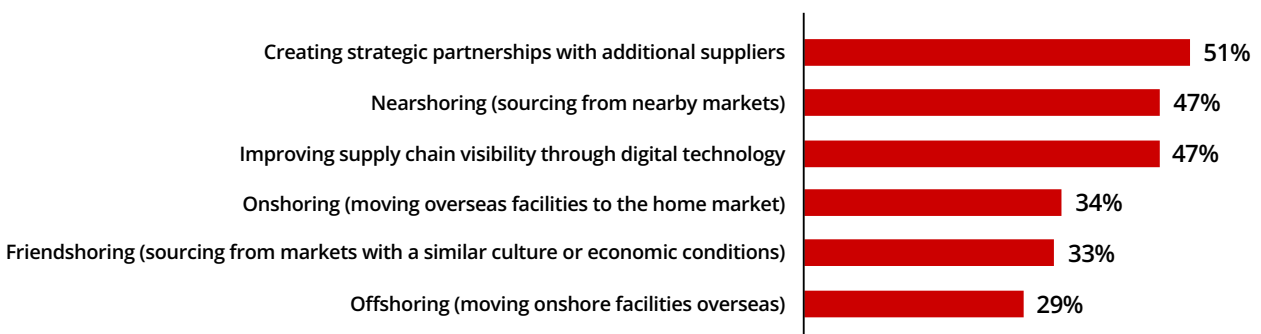 Creating strategic partnerships with additional suppliers 51%
Nearshoring (sourcing from nearby markets) 47%
Improving supply chain visibility through digital technology 47%
Onshoring (moving overseas facilities to the home market) 34%
Friendshoring (sourcing from markets with a similar culture or economic conditions) 33%
Offshoring (moving onshore facilities overseas) 29%